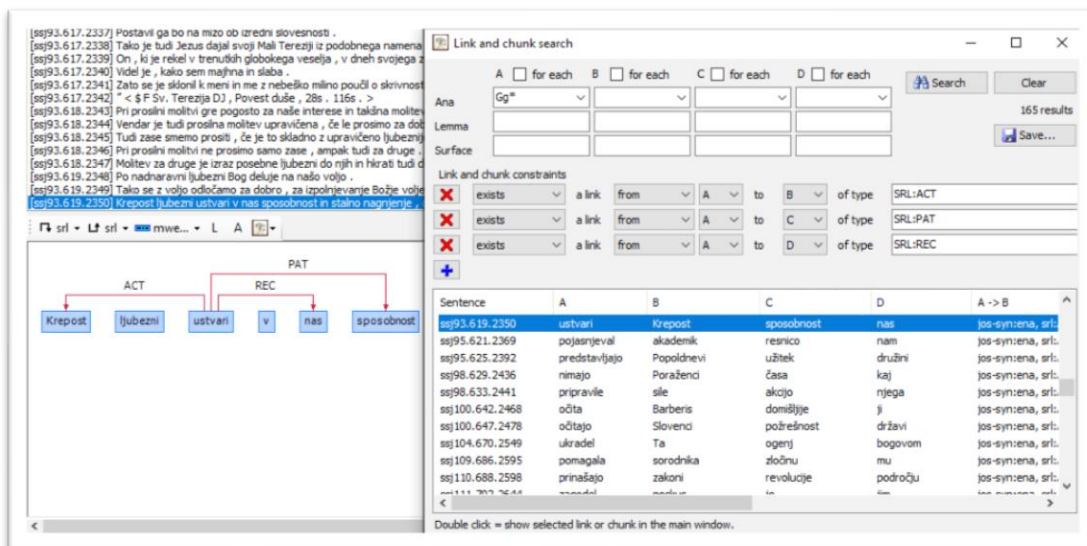 [ssj93.617.2337] Postavil ga bo na mizo ob izredni slovesnosti .
[ssj93.617.2338] Tako je tudi Jezus dajal svoji Mali Tereziji iz podobnega namena
[ssj93.617.2339] On , ki je rekel v trenutkih globokega veselja , v dneh svojega z
[ssj93.617.2340] Videl je , kako sem majhna in slaba .
[ssj93.617.2341] Zato se je sklonil k meni in me z nebeško milino poučil o skrivnost
[ssj93.617.2342] " < $ F Sv. Terezija DJ , Povest duše , 28s . 116s . >
[ssj93.618.2343] Pri prosilni molitvi gre pogosto za naše interese in takšna molitev
[ssj93.618.2344] Vendar je tudi prosilna molitev upravičena , če le prosimo za dob
[ssj93.618.2345] Tudi zase smemo prositi , če je to skladno z upravičeno ljubeznij
[ssj93.618.2346] Pri prosilni molitvi ne prosimo samo zase , ampak tudi za druge .
[ssj93.618.2347] Molitev za druge je izraz posebne ljubezni do njih in hkrati tudi d
[ssj93.619.2348] Po nadnaravni ljubezni Bog deluje na našo voljo .
[ssj93.619.2349] Tako se z voljo odločamo za dobro , za izpolnjevanje Božje volje
[ssj93.619.2350] Krepost ljubezni ustvari v nas sposobnost in stalno nagnjenje ,
srl srl mwe... L A
PAT
ACT REC
Krepost ljubezni ustvari v nas sposobnost
Link and chunk search
A for each B for each C for each D for each Search Clear
Ana Gg*
165 results
Lemma
Save...
Surface
Link and chunk constraints
exists a link from A to B of type SRL:ACT
exists a link from A to C of type SRL:PAT
exists a link from A to D of type SRL:REC
Sentence A B C D A -> B
ssj93.619.2350 ustvari Krepost sposobnost nas jos-syn:ena, srl:.
ssj95.621.2369 pojasnjeval akademik resnico nam jos-syn:ena, srl:.
ssj95.625.2392 predstavljajo Popoldnevi užitek družini jos-syn:ena, srl:.
ssj98.629.2436 nimajo Poraženci časa kaj jos-syn:ena, srl:.
ssj98.633.2441 pripravile sile akcijo njega jos-syn:ena, srl:.
ssj100.642.2468 očita Barberis domišljije ji jos-syn:ena, srl:.
ssj100.647.2478 očitajo Slovenci požrešnost državi jos-syn:ena, srl:.
ssj104.670.2549 ukradel Ta ogenj bogovom jos-syn:ena, srl:.
ssj109.686.2595 pomagala sorodnika zločinu mu jos-syn:ena, srl:.
ssj110.688.2598 prinašajo zakoni revolucije področju jos-syn:ena, srl:.
Double click = show selected link or chunk in the main window.